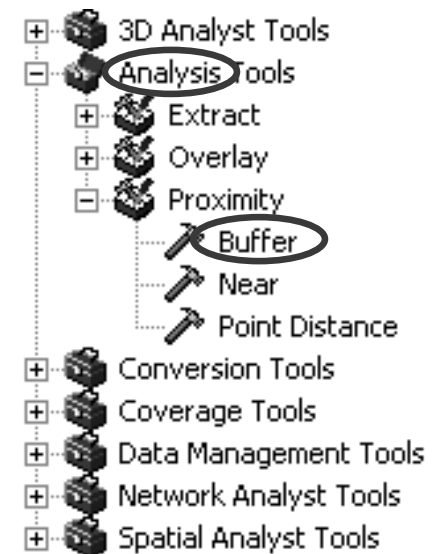 3D Analyst Tools
Analysis Tools
Extract
Overlay
Proximity
Buffer
Near
Point Distance
Conversion Tools
Coverage Tools
Data Management Tools
Network Analyst Tools
Spatial Analyst Tools